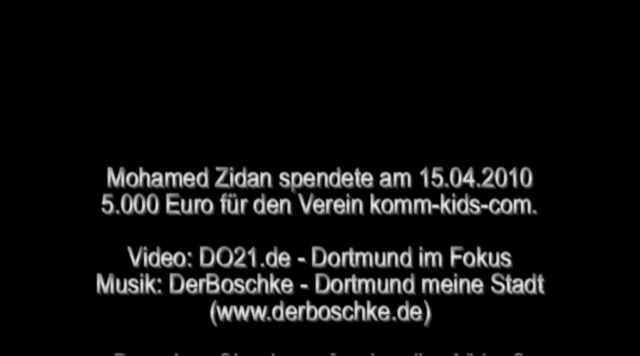 Mohamed Zidan spendete am 15.04.2010
5.000 Euro für den Verein komm-kids-com.
Video: DO21.de - Dortmund im Fokus
Musik: DerBoschke - Dortmund meine Stadt
(www.derboschke.de)